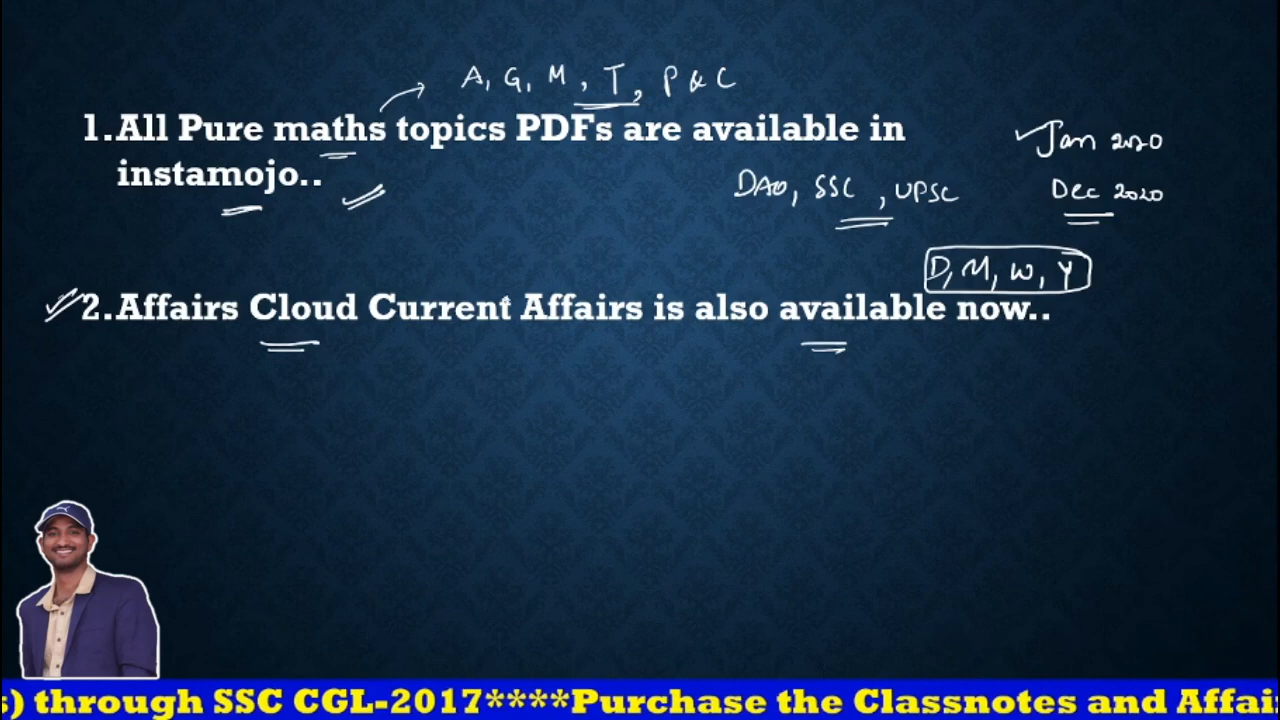 A, G, M, T, P & C
1. All Pure maths topics PDFs are available in
instamojo..
Jan 2020
DAO, SSC, UPSC
Dec 2020
D, M, W, Y
2. Affairs Cloud Current Affairs is also available now..
s) through SSC CGL-2017****Purchase the Classnotes and Affai